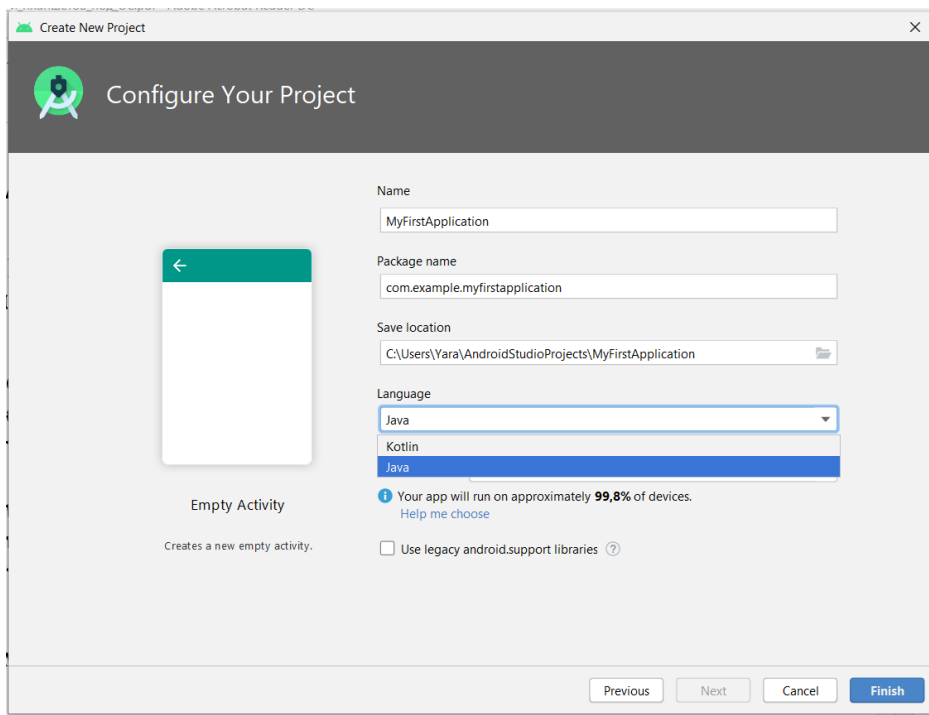 Create New Project
Configure Your Project
Name
MyFirstApplication
Package name
com.example.myfirstapplication
Save location
C:\Users\Yara\AndroidStudioProjects\MyFirstApplication
Language
Java
Kotlin
Java
Your app will run on approximately 99,8% of devices.
Help me choose
Use legacy android.support libraries
Empty Activity
Creates a new empty activity.
Previous
Next
Cancel
Finish